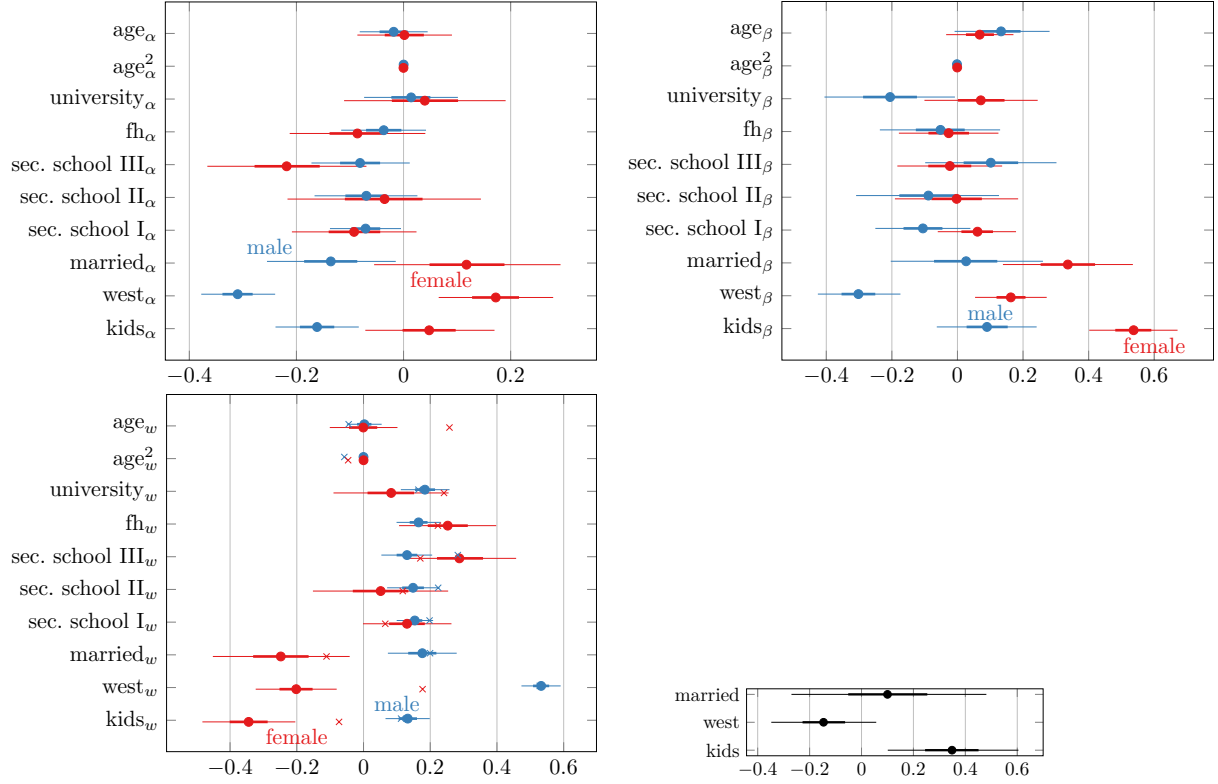 age_α
age²_α
university_α
fh_α
sec. school III_α
sec. school II_α
sec. school I_α
male
married_α
female
west_α
kids_α
−0.4 −0.2 0 0.2
age_β
age²_β
university_β
fh_β
sec. school III_β
sec. school II_β
sec. school I_β
married_β
west_β
male
kids_β
female
−0.4 −0.2 0 0.2 0.4 0.6
age_w
age²_w
university_w
fh_w
sec. school III_w
sec. school II_w
sec. school I_w
married_w
west_w
male
kids_w
female
−0.4 −0.2 0 0.2 0.4 0.6
married
west
kids
−0.4 −0.2 0 0.2 0.4 0.6